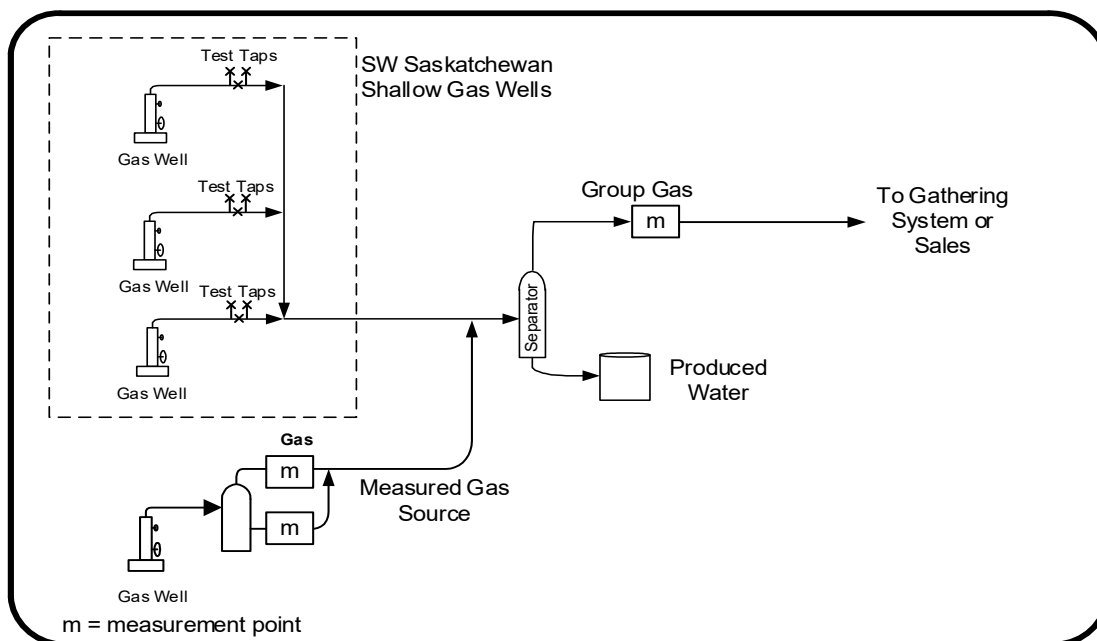 Test Taps
SW Saskatchewan
Shallow Gas Wells
Gas Well
Test Taps
Gas Well
Group Gas
m
To Gathering
System or
Sales
Test Taps
Separator
Gas Well
Produced
Water
Gas
m
Measured Gas
Source
m
Gas Well
m = measurement point